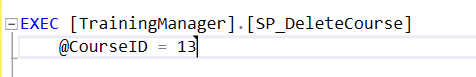 EXEC [TrainingManager].[SP_DeleteCourse]
@CourseID = 13